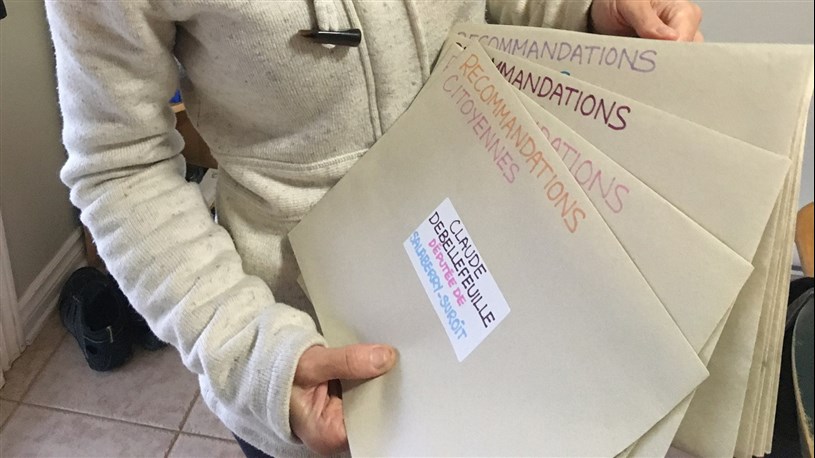 RECOMMANDATIONS
RECOMMANDATIONS
RECOMMANDATIONS
RECOMMANDATIONS
CITOYENNES
CLAUDE
DEBELLEFEUILLE
DÉPUTÉE DE
SALABERRY-SUROÎT